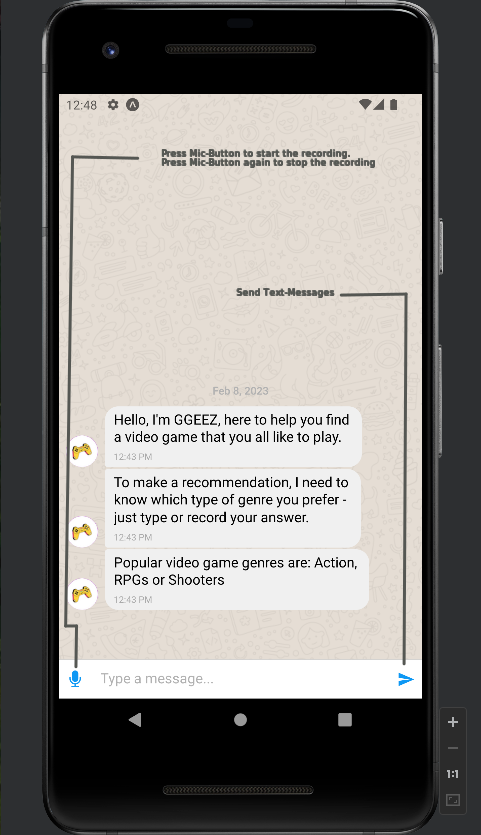 12:48
Press Mic-Button to start the recording.
Press Mic-Button again to stop the recording
Send Text-Messages
Feb 8, 2023
Hello, I'm GGEEZ, here to help you find
a video game that you all like to play.
12:43 PM
To make a recommendation, I need to
know which type of genre you prefer -
just type or record your answer.
12:43 PM
Popular video game genres are: Action,
RPGs or Shooters
12:43 PM
Type a message...
1:1